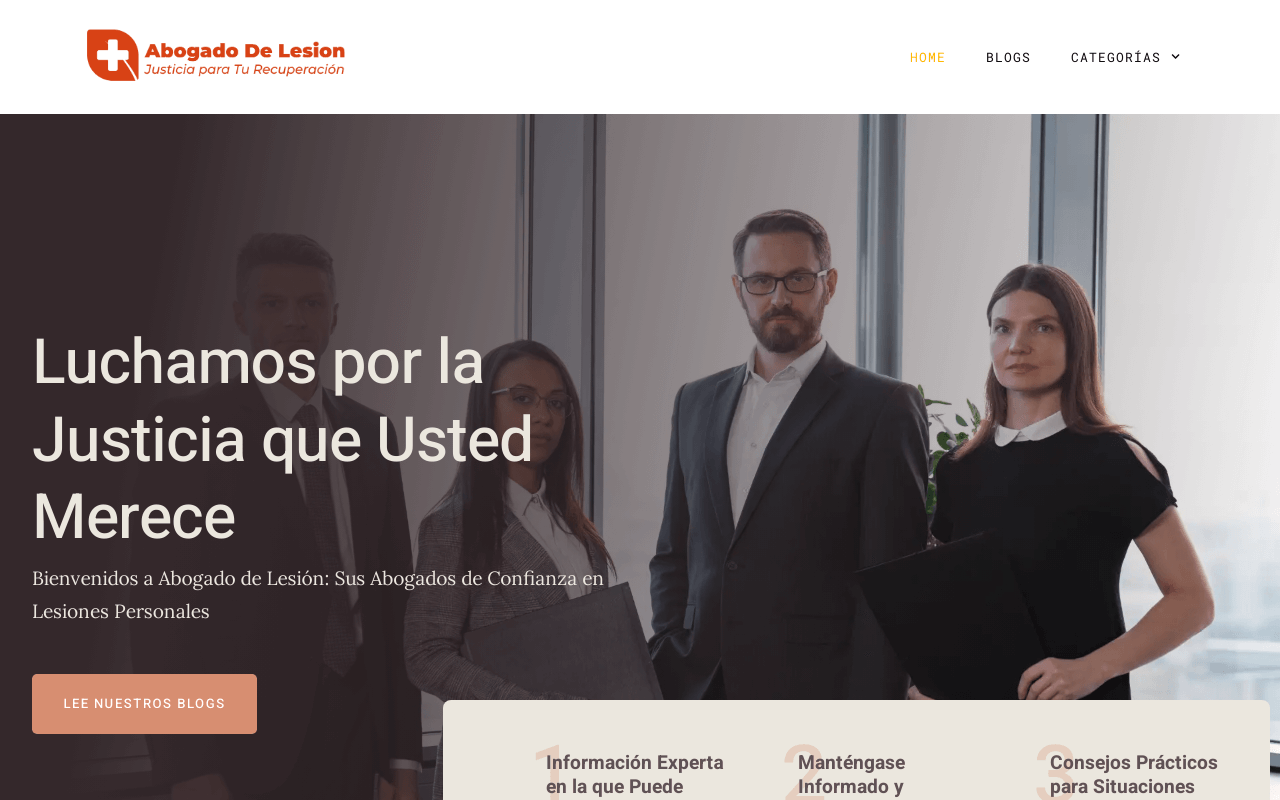 Abogado De Lesion
Justicia para Tu Recuperación
HOME
BLOGS
CATEGORÍAS
Luchamos por la
Justicia que Usted
Merece
Bienvenidos a Abogado de Lesión: Sus Abogados de Confianza en
Lesiones Personales
LEE NUESTROS BLOGS
1
Información Experta
en la que Puede
2
Manténgase
Informado y
3
Consejos Prácticos
para Situaciones